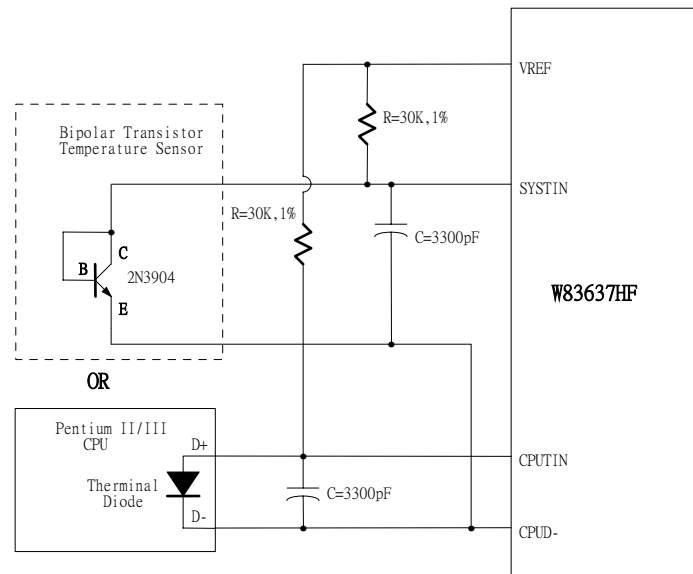 VREF
R=30K,1%
Bipolar Transistor
Temperature Sensor
SYSTIN
R=30K,1%
C=3300pF
C
B
2N3904
E
W83637HF
OR
Pentium II/III
CPU
D+
CPUTIN
Therminal
Diode
C=3300pF
D-
CPUD-